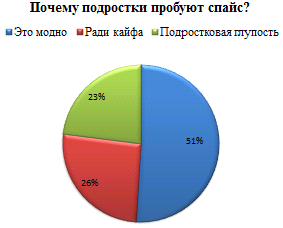 Почему подростки пробуют спайс?
Это модно Ради кайфа Подростковая глупость
23%
51%
26%